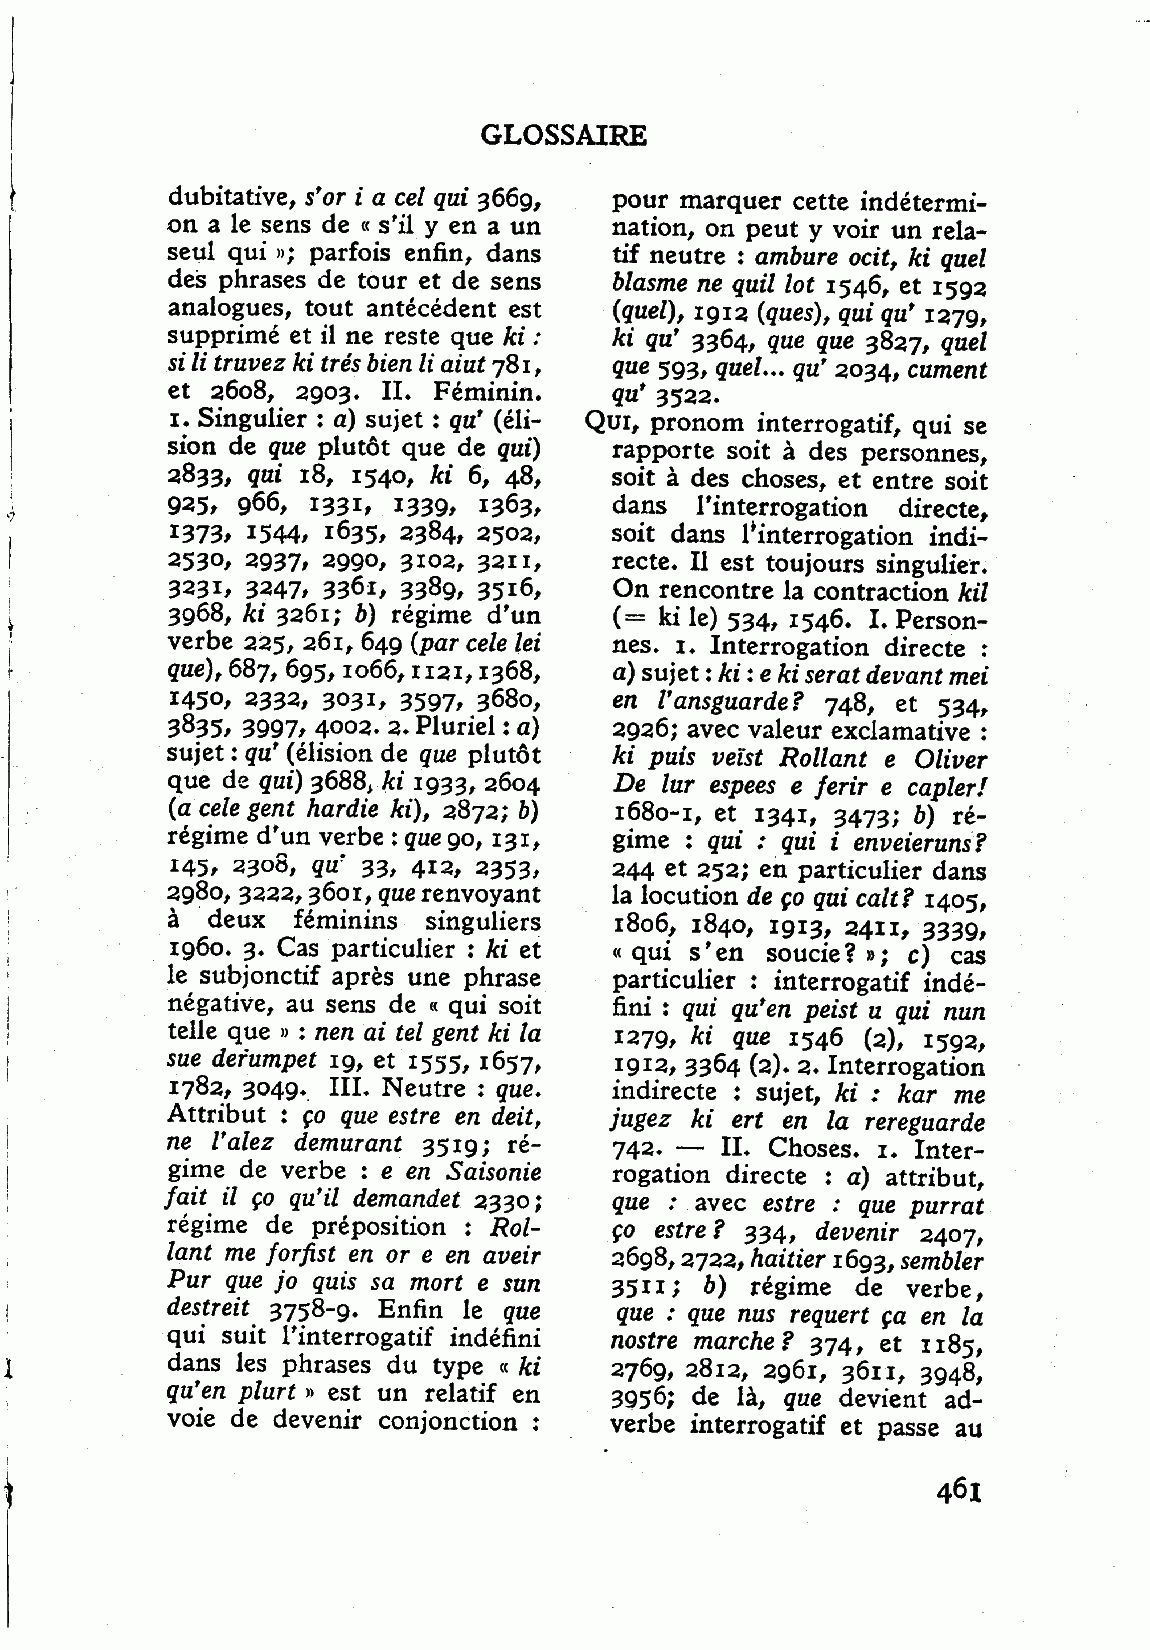 GLOSSAIRE
dubitative, s'or i a cel qui 3669,
on a le sens de « s'il y en a un
seul qui »; parfois enfin, dans
des phrases de tour et de sens
analogues, tout antécédent est
supprimé et il ne reste que ki :
si li truvez ki trés bien li aiut 781,
et 2608, 2903. II. Féminin.
1. Singulier : a) sujet : qu' (éli-
sion de que plutôt que de qui)
2833, qui 18, 1540, ki 6, 48,
925, 966, 1331, 1339, 1363,
1373, 1544, 1635, 2384, 2502,
2530, 2937, 2990, 3102, 3211,
3231, 3247, 3361, 3389, 3516,
3968, ki 3261; b) régime d'un
verbe 225, 261, 649 (par cele lei
que), 687, 695, 1066, 1121, 1368,
1450, 2332, 3031, 3597, 3680,
3835, 3997, 4002. 2. Pluriel : a)
sujet : qu' (élision de que plutôt
que de qui) 3688, ki 1933, 2604
(a cele gent hardie ki), 2872; b)
régime d'un verbe : que 90, 131,
145, 2308, qu' 33, 412, 2353,
2980, 3222, 3601, que renvoyant
à deux féminins singuliers
1960. 3. Cas particulier : ki et
le subjonctif après une phrase
négative, au sens de « qui soit
telle que » : nen ai tel gent ki la
sue derumpet 19, et 1555, 1657,
1782, 3049. III. Neutre : que.
Attribut : ço que estre en deit,
ne l'alez demurant 3519; ré-
gime de verbe : e en Saisonie
fait il ço qu'il demandet 2330;
régime de préposition : Rol-
lant me forfist en or e en aveir
Pur que jo quis sa mort e sun
destreit 3758-9. Enfin le que
qui suit l'interrogatif indéfini
dans les phrases du type « ki
qu'en plurt » est un relatif en
voie de devenir conjonction :
pour marquer cette indétermi-
nation, on peut y voir un rela-
tif neutre : ambure ocit, ki quel
blasme ne quil lot 1546, et 1592
(quel), 1912 (ques), qui qu' 1279,
ki qu' 3364, que que 3827, quel
que 593, quel... qu' 2034, cument
qu' 3522.
QUI, pronom interrogatif, qui se
rapporte soit à des personnes,
soit à des choses, et entre soit
dans l'interrogation directe,
soit dans l'interrogation indi-
recte. Il est toujours singulier.
On rencontre la contraction kil
(= ki le) 534, 1546. I. Person-
nes. 1. Interrogation directe :
a) sujet : ki : e ki serat devant mei
en l'ansguarde? 748, et 534,
2926; avec valeur exclamative :
ki puis veïst Rollant e Oliver
De lur espees e ferir e capler!
1680-1, et 1341, 3473; b) ré-
gime : qui : qui i enveieruns?
244 et 252; en particulier dans
la locution de ço qui calt? 1405,
1806, 1840, 1913, 2411, 3339,
« qui s'en soucie? »; c) cas
particulier : interrogatif indé-
fini : qui qu'en peist u qui nun
1279, ki que 1546 (2), 1592,
1912, 3364 (2). 2. Interrogation
indirecte : sujet, ki : kar me
jugez ki ert en la rereguarde
742. — II. Choses. 1. Inter-
rogation directe : a) attribut,
que : avec estre : que purrat
ço estre? 334, devenir 2407,
2698, 2722, haitier 1693, sembler
3511; b) régime de verbe,
que : que nus requert ça en la
nostre marche? 374, et 1185,
2769, 2812, 2961, 3611, 3948,
3956; de là, que devient ad-
verbe interrogatif et passe au
461